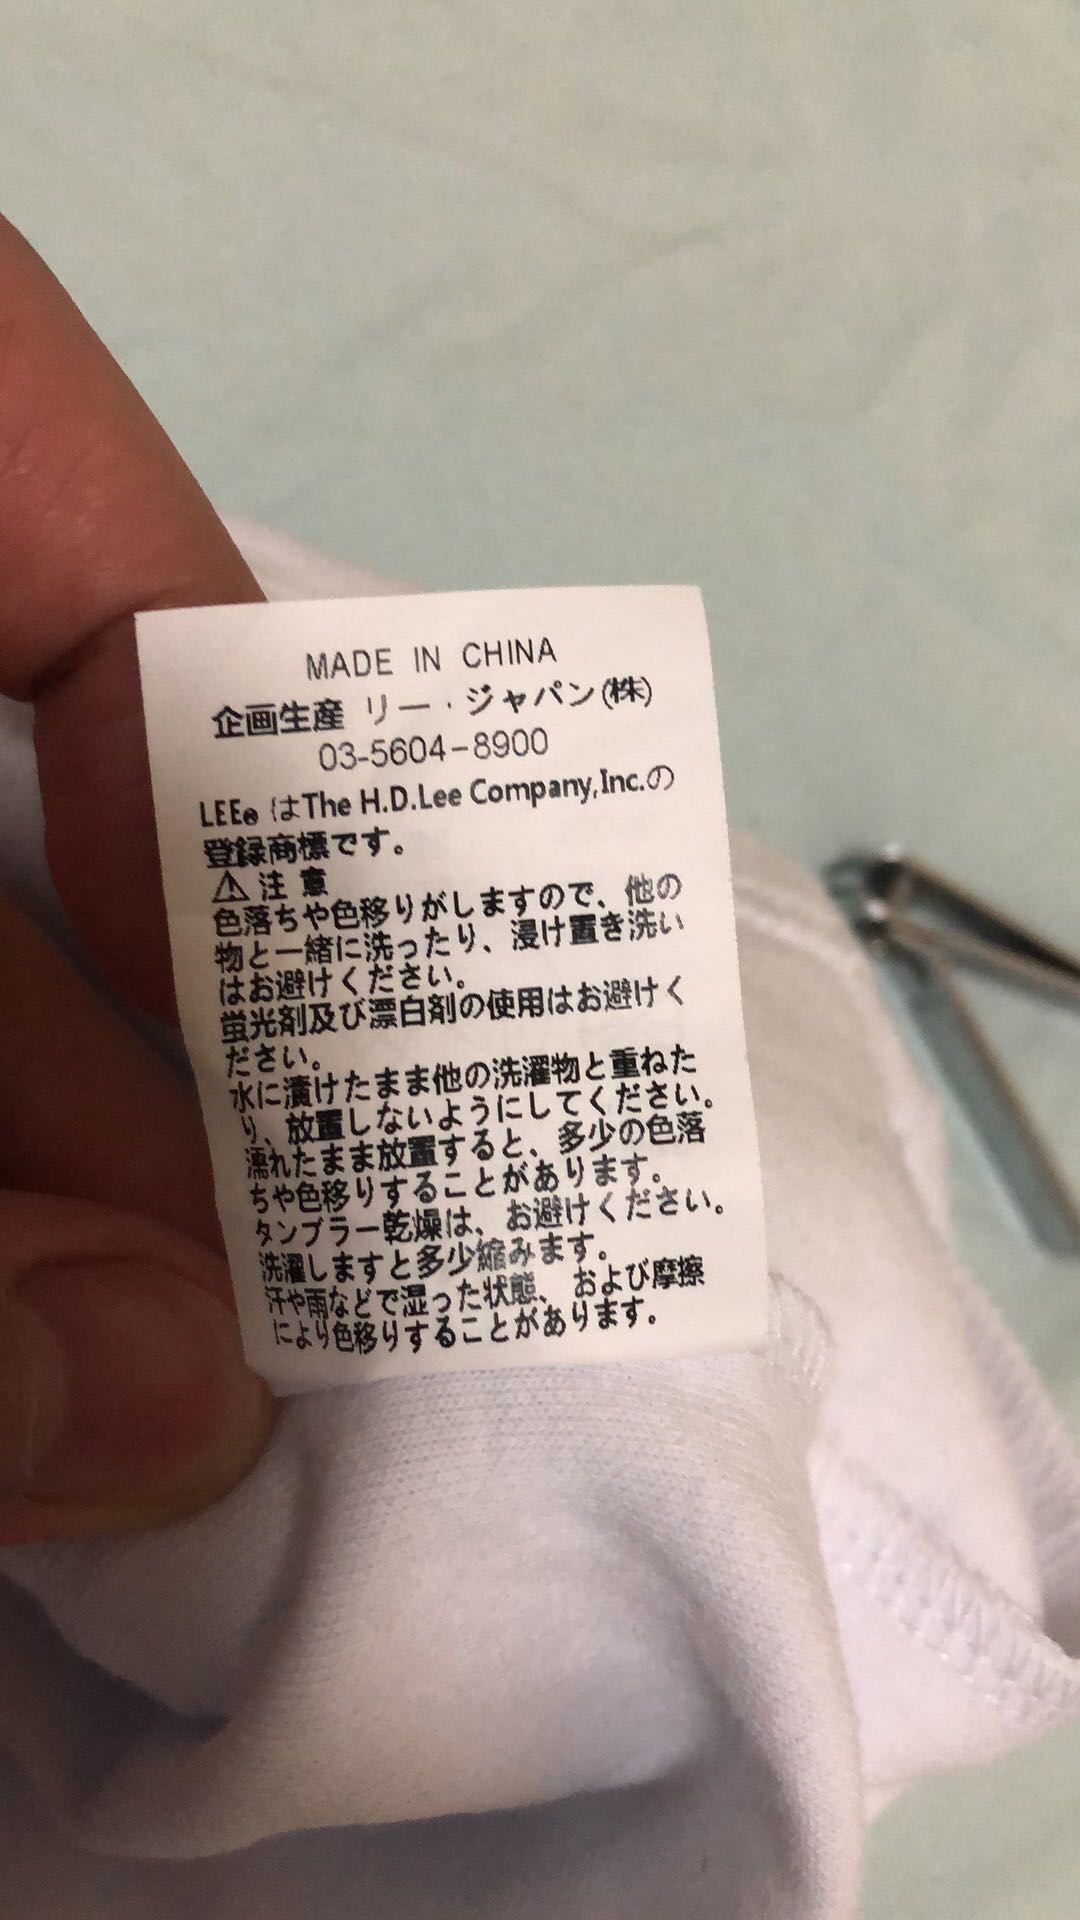 MADE IN CHINA
企画生産 リー・ジャパン(株)
03-5604-8900
LEE® はThe H.D.Lee Company,Inc.の
登録商標です。
⚠ 注 意
色落ちや色移りがしますので、他の
物と一緒に洗ったり、浸け置き洗い
はお避けください。
蛍光剤及び漂白剤の使用はお避けく
ださい。
水に漬けたまま他の洗濯物と重ねた
り、放置しないようにしてください。
濡れたまま放置すると、多少の色落
ちや色移りすることがあります。
タンブラー乾燥は、お避けください。
洗濯しますと多少縮みます。
汗や雨などで湿った状態、および摩擦
により色移りすることがあります。